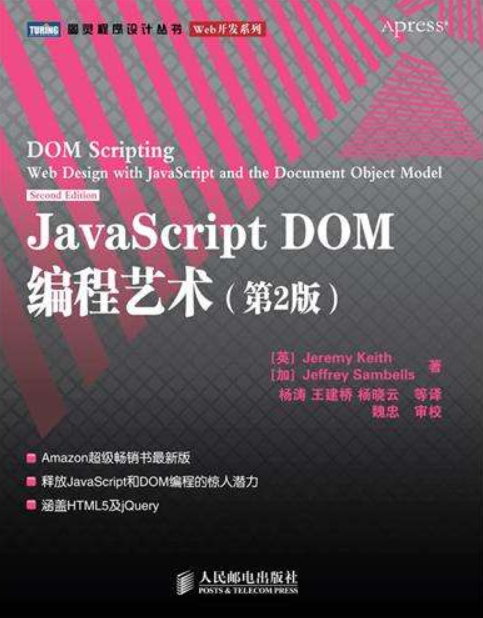 TURING 图灵程序设计丛书 Web开发系列
Apress®
DOM Scripting
Web Design with JavaScript and the Document Object Model
Second Edition
JavaScript DOM
编程艺术（第2版）
[英] Jeremy Keith
[加] Jeffrey Sambells 著
杨涛 王建桥 杨晓云 等译
魏忠 审校
Amazon超级畅销书最新版
释放JavaScript和DOM编程的惊人潜力
涵盖HTML5及jQuery
人民邮电出版社
POSTS & TELECOM PRESS